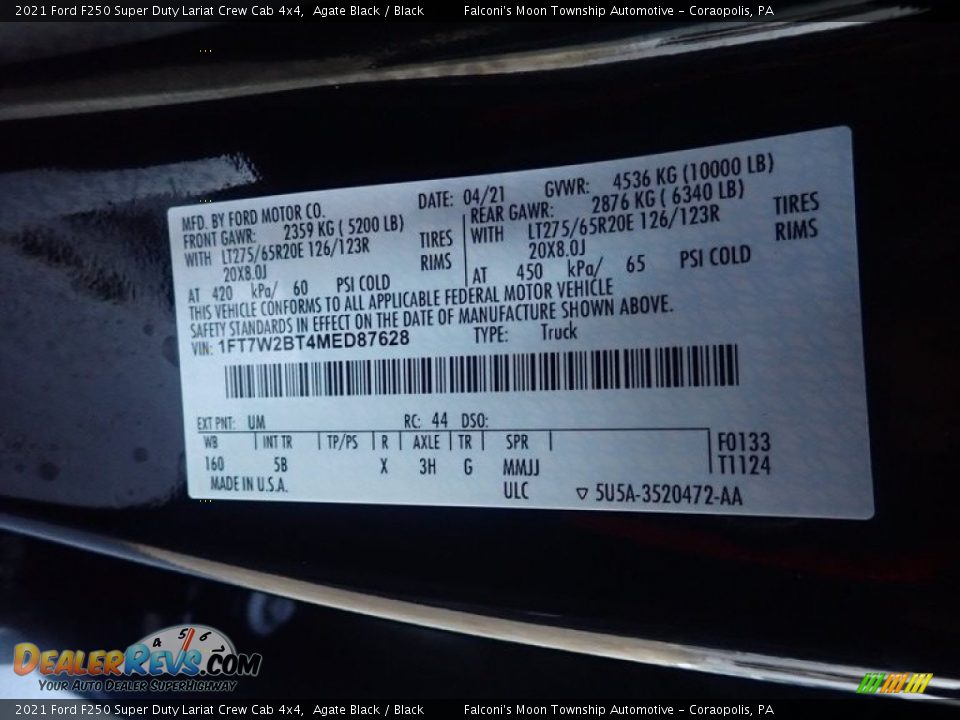 2021 Ford F250 Super Duty Lariat Crew Cab 4x4, Agate Black / Black Falconi's Moon Township Automotive - Coraopolis, PA
MFD. BY FORD MOTOR CO. DATE: 04/21 GVWR: 4536 KG (10000 LB)
FRONT GAWR: 2359 KG ( 5200 LB) REAR GAWR: 2876 KG ( 6340 LB)
WITH LT275/65R20E 126/123R TIRES WITH LT275/65R20E 126/123R TIRES
20X8.0J RIMS 20X8.0J RIMS
AT 420 kPa/ 60 PSI COLD AT 450 kPa/ 65 PSI COLD
THIS VEHICLE CONFORMS TO ALL APPLICABLE FEDERAL MOTOR VEHICLE
SAFETY STANDARDS IN EFFECT ON THE DATE OF MANUFACTURE SHOWN ABOVE.
VIN: 1FT7W2BT4MED87628 TYPE: Truck
EXT PNT: UM RC: 44 DSO:
WB INT TR TP/PS R AXLE TR SPR F0133
160 5B X 3H G MMJJ T1124
MADE IN U.S.A. ULC ▽ 5U5A-3520472-AA
4 5 6
DEALERREVS.COM
YOUR AUTO DEALER SUPERHIGHWAY
2021 Ford F250 Super Duty Lariat Crew Cab 4x4, Agate Black / Black Falconi's Moon Township Automotive - Coraopolis, PA